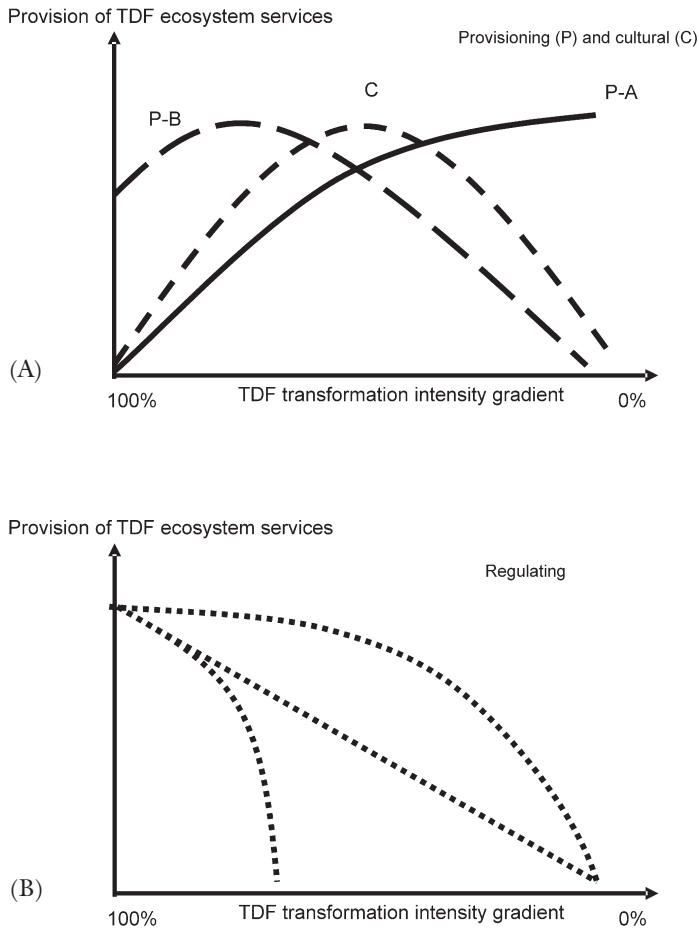 Provision of TDF ecosystem services
Provisioning (P) and cultural (C)
C
P-A
P-B
(A)
TDF transformation intensity gradient
100%
0%
Provision of TDF ecosystem services
Regulating
(B)
TDF transformation intensity gradient
100%
0%